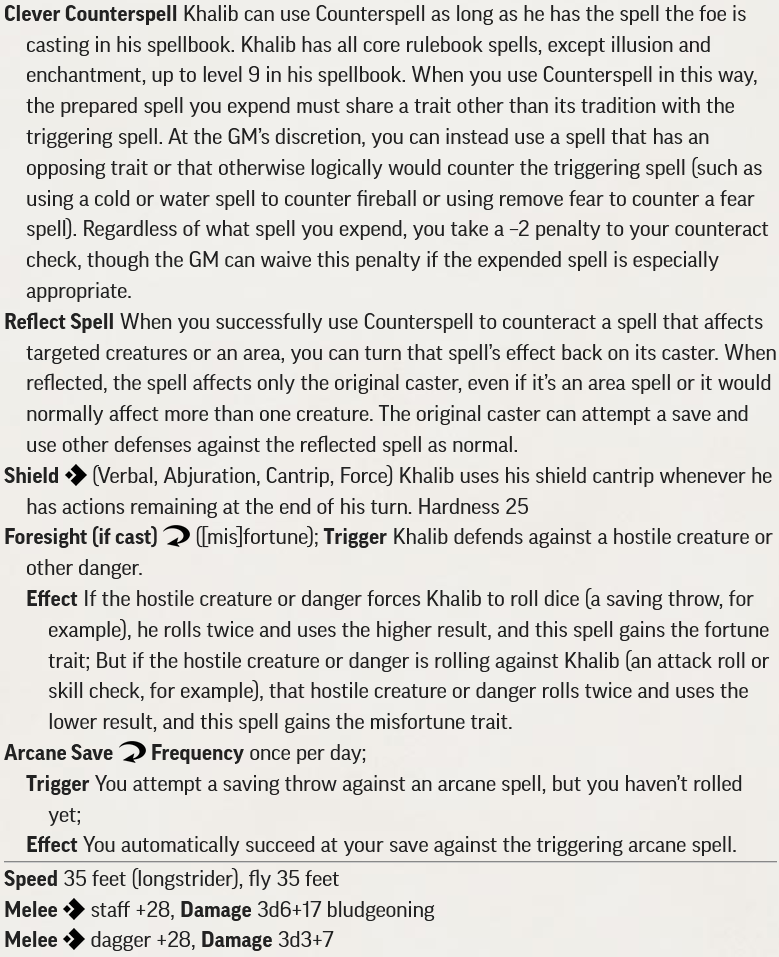 Clever Counterspell Khalib can use Counterspell as long as he has the spell the foe is
casting in his spellbook. Khalib has all core rulebook spells, except illusion and
enchantment, up to level 9 in his spellbook. When you use Counterspell in this way,
the prepared spell you expend must share a trait other than its tradition with the
triggering spell. At the GM's discretion, you can instead use a spell that has an
opposing trait or that otherwise logically would counter the triggering spell (such as
using a cold or water spell to counter fireball or using remove fear to counter a fear
spell). Regardless of what spell you expend, you take a –2 penalty to your counteract
check, though the GM can waive this penalty if the expended spell is especially
appropriate.
Reflect Spell When you successfully use Counterspell to counteract a spell that affects
targeted creatures or an area, you can turn that spell's effect back on its caster. When
reflected, the spell affects only the original caster, even if it's an area spell or it would
normally affect more than one creature. The original caster can attempt a save and
use other defenses against the reflected spell as normal.
Shield (Verbal, Abjuration, Cantrip, Force) Khalib uses his shield cantrip whenever he
has actions remaining at the end of his turn. Hardness 25
Foresight (if cast) ([mis]fortune); Trigger Khalib defends against a hostile creature or
other danger.
Effect If the hostile creature or danger forces Khalib to roll dice (a saving throw, for
example), he rolls twice and uses the higher result, and this spell gains the fortune
trait; But if the hostile creature or danger is rolling against Khalib (an attack roll or
skill check, for example), that hostile creature or danger rolls twice and uses the
lower result, and this spell gains the misfortune trait.
Arcane Save Frequency once per day;
Trigger You attempt a saving throw against an arcane spell, but you haven't rolled
yet;
Effect You automatically succeed at your save against the triggering arcane spell.
Speed 35 feet (longstrider), fly 35 feet
Melee staff +28, Damage 3d6+17 bludgeoning
Melee dagger +28, Damage 3d3+7